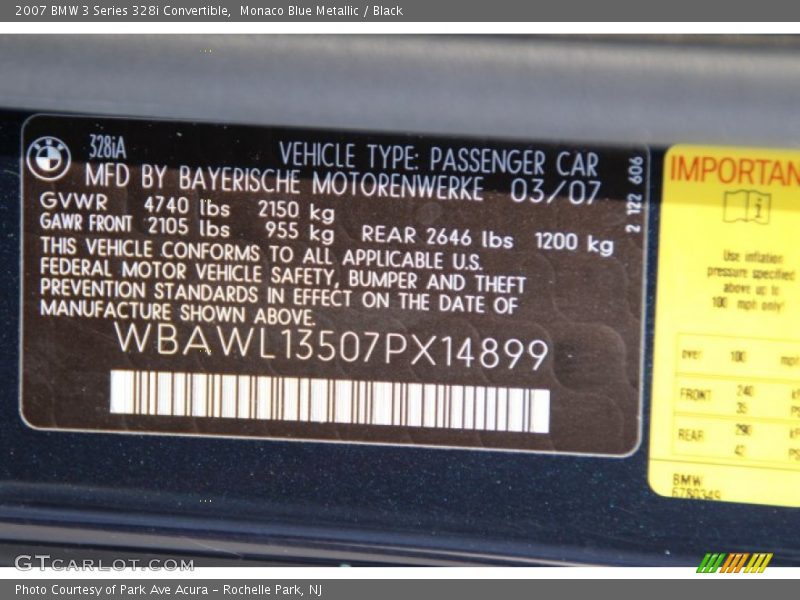 2007 BMW 3 Series 328i Convertible,  Monaco Blue Metallic / Black
328iA
VEHICLE TYPE: PASSENGER CAR
MFD BY BAYERISCHE MOTORENWERKE 03/07
GVWR 4740 lbs 2150 kg
GAWR FRONT 2105 lbs 955 kg REAR 2646 lbs 1200 kg
THIS VEHICLE CONFORMS TO ALL APPLICABLE U.S.
FEDERAL MOTOR VEHICLE SAFETY, BUMPER AND THEFT
PREVENTION STANDARDS IN EFFECT ON THE DATE OF
MANUFACTURE SHOWN ABOVE.
WBAWL13507PX14899
2 122 606
IMPORTAN
Use inflation
pressure specified
above up to
100 mph only
over 100 mp
FRONT 240 k
35 PS
REAR 290 k
42 PS
BMW
6780349
GTCARLOT.COM
Photo Courtesy of Park Ave Acura - Rochelle Park, NJ